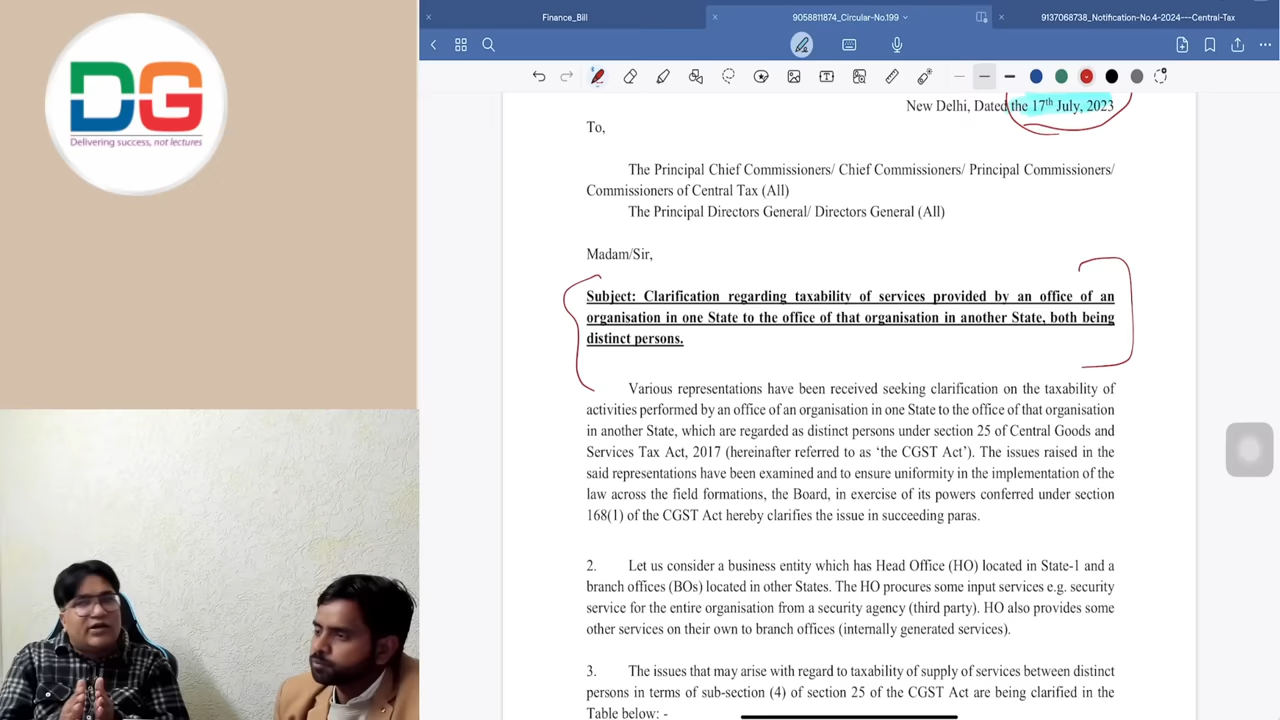 DG
Delivering success, not lectures
Finance_Bill
9058811874_Circular-No.199
9137068738_Notification-No.4-2024---Central-Tax
New Delhi, Dated the 17th July, 2023
To,
The Principal Chief Commissioners/ Chief Commissioners/ Principal Commissioners/
Commissioners of Central Tax (All)
The Principal Directors General/ Directors General (All)
Madam/Sir,
Subject: Clarification regarding taxability of services provided by an office of an
organisation in one State to the office of that organisation in another State, both being
distinct persons.
Various representations have been received seeking clarification on the taxability of
activities performed by an office of an organisation in one State to the office of that organisation
in another State, which are regarded as distinct persons under section 25 of Central Goods and
Services Tax Act, 2017 (hereinafter referred to as ‘the CGST Act’). The issues raised in the
said representations have been examined and to ensure uniformity in the implementation of the
law across the field formations, the Board, in exercise of its powers conferred under section
168(1) of the CGST Act hereby clarifies the issue in succeeding paras.
2. Let us consider a business entity which has Head Office (HO) located in State-1 and a
branch offices (BOs) located in other States. The HO procures some input services e.g. security
service for the entire organisation from a security agency (third party). HO also provides some
other services on their own to branch offices (internally generated services).
3. The issues that may arise with regard to taxability of supply of services between distinct
persons in terms of sub-section (4) of section 25 of the CGST Act are being clarified in the
Table below: -